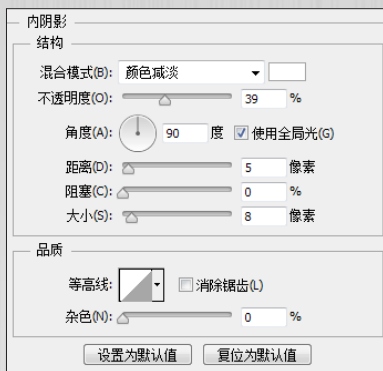 内阴影
结构
混合模式(B): 颜色减淡
不透明度(O): 39 %
角度(A): 90 度 使用全局光(G)
距离(D): 5 像素
阻塞(C): 0 %
大小(S): 8 像素
品质
等高线: 消除锯齿(L)
杂色(N): 0 %
设置为默认值 复位为默认值